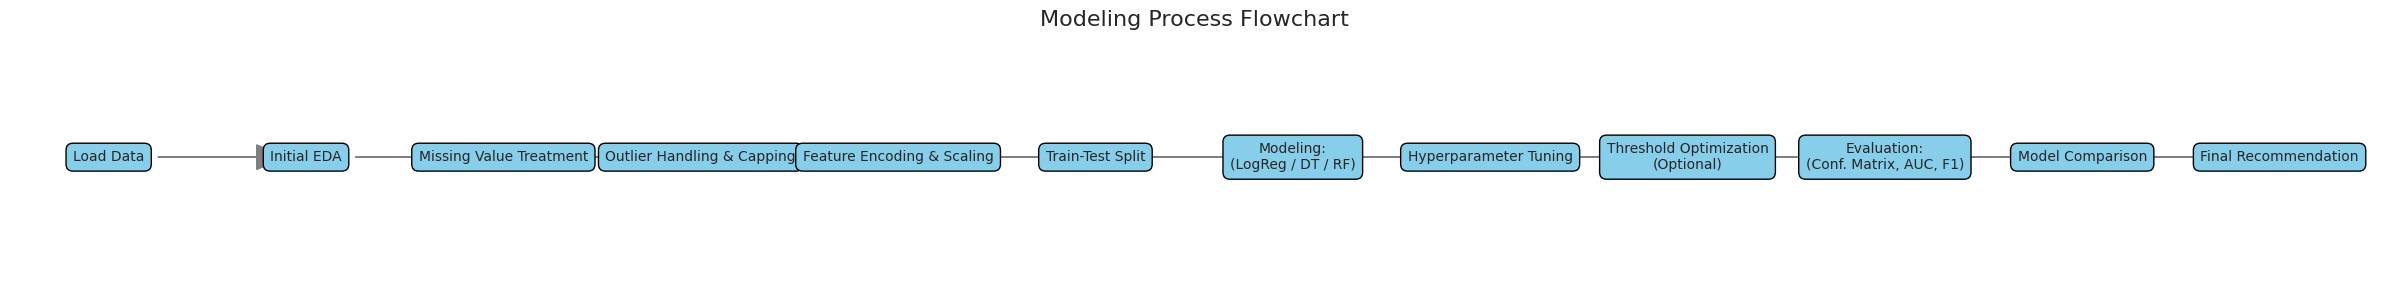 Modeling Process Flowchart
Load Data
Initial EDA
Missing Value Treatment
Outlier Handling & Capping
Feature Encoding & Scaling
Train-Test Split
Modeling:
(LogReg / DT / RF)
Hyperparameter Tuning
Threshold Optimization
(Optional)
Evaluation:
(Conf. Matrix, AUC, F1)
Model Comparison
Final Recommendation